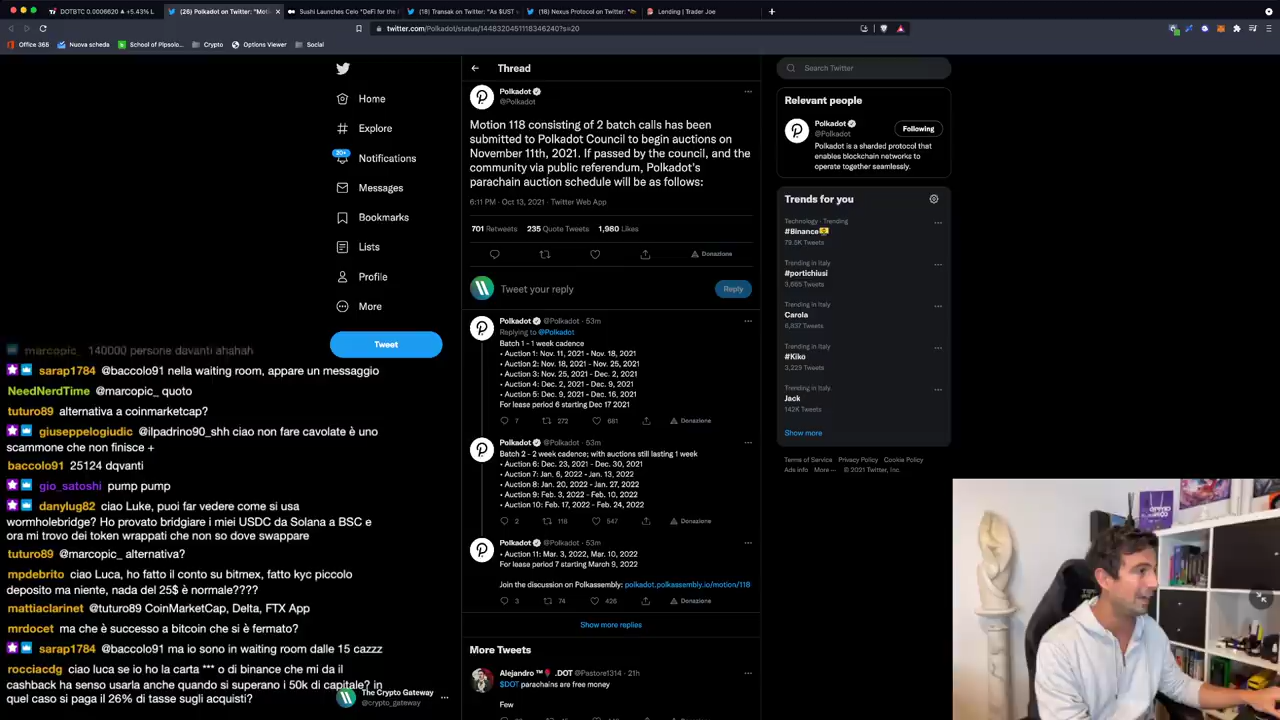 DOTBTC 0.0006620 ▲ +5.43% L
(26) Polkadot on Twitter: "Moti
Sushi Launches Celo "DeFi for the P
(18) Transak on Twitter: "As $UST
(16) Nexus Protocol on Twitter: "
Lending | Trader Joe
twitter.com/Polkadot/status/1448320451118346240?s=20
Office 365
Nuova scheda
School of Plpsolo...
Crypto
Options Viewer
Social
Home
Explore
20+
Notifications
Messages
Bookmarks
Lists
Profile
More
Tweet
Thread
Polkadot
@Polkadot
Motion 118 consisting of 2 batch calls has been
submitted to Polkadot Council to begin auctions on
November 11th, 2021. If passed by the council, and the
community via public referendum, Polkadot's
parachain auction schedule will be as follows:
6:11 PM · Oct 13, 2021 · Twitter Web App
701 Retweets 235 Quote Tweets 1,980 Likes
Donazione
Tweet your reply
Reply
Polkadot @Polkadot · 53m
Replying to @Polkadot
Batch 1 - 1 week cadence
• Auction 1: Nov. 11, 2021 - Nov. 18, 2021
• Auction 2: Nov. 18, 2021 - Nov. 25, 2021
• Auction 3: Nov. 25, 2021 - Dec. 2, 2021
• Auction 4: Dec. 2, 2021 - Dec. 9, 2021
• Auction 5: Dec. 9, 2021 - Dec. 16, 2021
For lease period 6 starting Dec 17 2021
7 272 681 Donazione
Polkadot @Polkadot · 53m
Batch 2 - 2 week cadence; with auctions still lasting 1 week
• Auction 6: Dec. 23, 2021 - Dec. 30, 2021
• Auction 7: Jan. 6, 2022 - Jan. 13, 2022
• Auction 8: Jan. 20, 2022 - Jan. 27, 2022
• Auction 9: Feb. 3, 2022 - Feb. 10, 2022
• Auction 10: Feb. 17, 2022 - Feb. 24, 2022
2 118 547 Donazione
Polkadot @Polkadot · 53m
• Auction 11: Mar. 3, 2022, Mar. 10, 2022
For lease period 7 starting March 9, 2022
Join the discussion on Polkassembly: polkadot.polkassembly.io/motion/118
3 74 426 Donazione
Show more replies
More Tweets
Alejandro ™ .DOT @Pastore1314 · 21h
$DOT parachains are free money
Few
Search Twitter
Relevant people
Polkadot
@Polkadot
Following
Polkadot is a sharded protocol that
enables blockchain networks to
operate together seamlessly.
Trends for you
Technology · Trending
#Binance
79.5K Tweets
Trending in Italy
#portichiusi
3,665 Tweets
Trending in Italy
Carola
6,837 Tweets
Trending in Italy
#Kiko
3,223 Tweets
Trending in Italy
Jack
142K Tweets
Show more
Terms of Service Privacy Policy Cookie Policy
Ads info More ··· © 2021 Twitter, Inc.
marcopic_ 140000 persone davanti ahahah
sarap1784 @baccolo91 nella waiting room, appare un messaggio
NeedNerdTime @marcopic_ quoto
tuturo89 alternativa a coinmarketcap?
giuseppelogiudic @ilpadrino90_shh ciao non fare cavolate è uno
scammone che non finisce +
baccolo91 25124 dqvanti
gio_satoshi pump pump
danylug82 ciao Luke, puoi far vedere come si usa
wormholebridge? Ho provato bridgiare i miei USDC da Solana a BSC e
ora mi trovo dei token wrappati che non so dove swappare
tuturo89 @marcopic_ alternativa?
mpdebrito ciao Luca, ho fatto il conto su bitmex, fatto kyc piccolo
deposito ma niente, nada del 25$ è normale????
mattiaclarinet @tuturo89 CoinMarketCap, Delta, FTX App
mrdocet ma che è successo a bitcoin che si è fermato?
sarap1784 @baccolo91 ma io sono in waiting room dalle 15 cazzz
rocciacdg ciao luca se io ho la carta *** o di binance che mi da il
cashback ha senso usarla anche quando si superano i 50k di capitale? in
quel caso si paga il 26% di tasse sugli acquisti?
The Crypto Gateway
@crypto_gateway